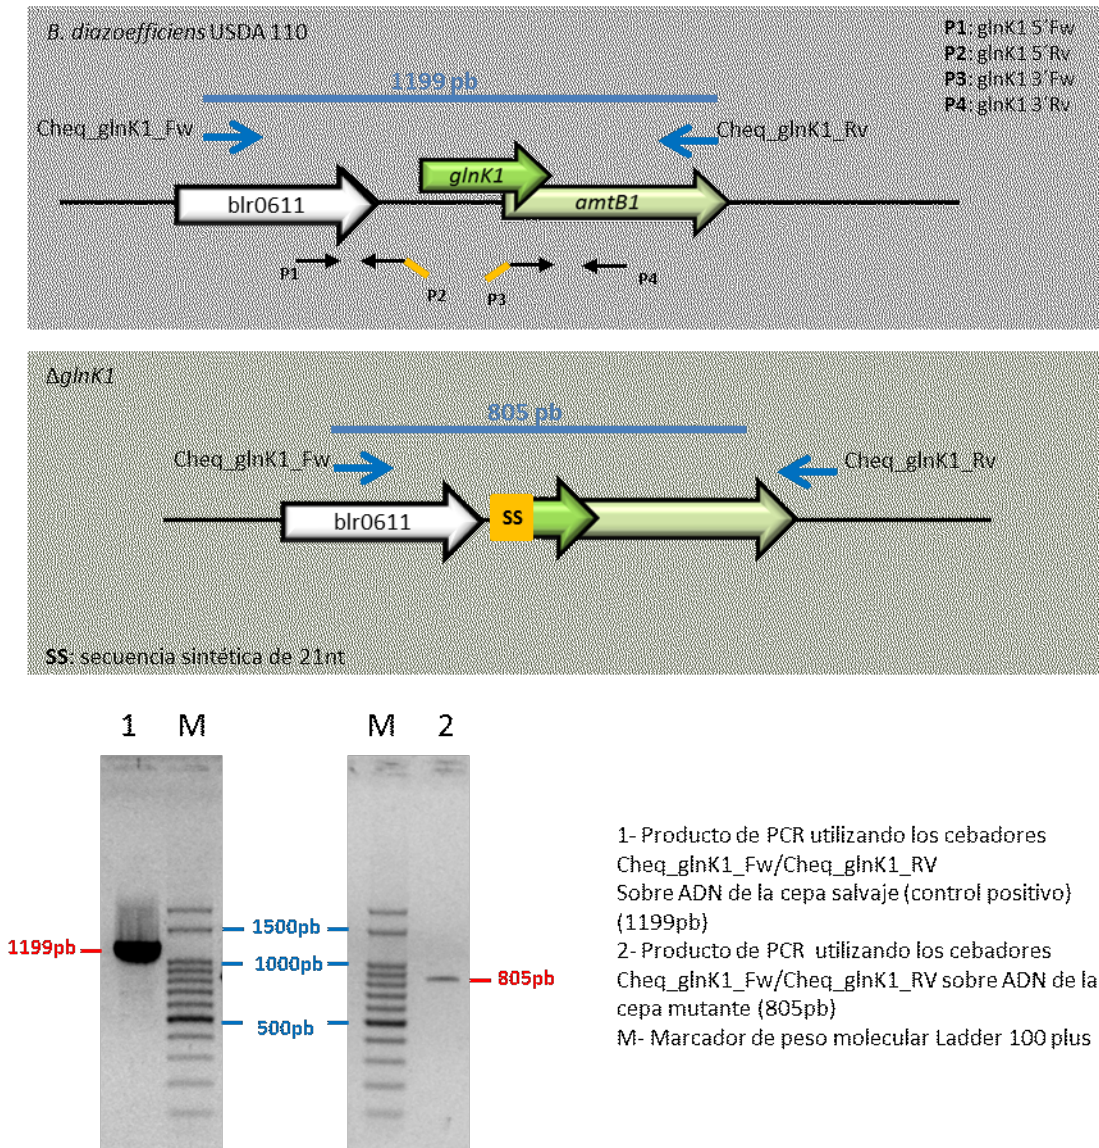 B. diazoefficiens USDA 110
P1: glnK1 5´Fw
P2: glnK1 5´Rv
P3: glnK1 3´Fw
P4: glnK1 3´Rv
1199 pb
Cheq_glnK1_Fw
Cheq_glnK1_Rv
glnK1
blr0611
amtB1
P1
P2
P3
P4
ΔglnK1
805 pb
Cheq_glnK1_Fw
Cheq_glnK1_Rv
blr0611
SS
SS: secuencia sintética de 21nt
1 M
M 2
1199pb
1500pb
1000pb
500pb
805pb
1- Producto de PCR utilizando los cebadores
Cheq_glnK1_Fw/Cheq_glnK1_RV
Sobre ADN de la cepa salvaje (control positivo)
(1199pb)
2- Producto de PCR utilizando los cebadores
Cheq_glnK1_Fw/Cheq_glnK1_RV sobre ADN de la
cepa mutante (805pb)
M- Marcador de peso molecular Ladder 100 plus